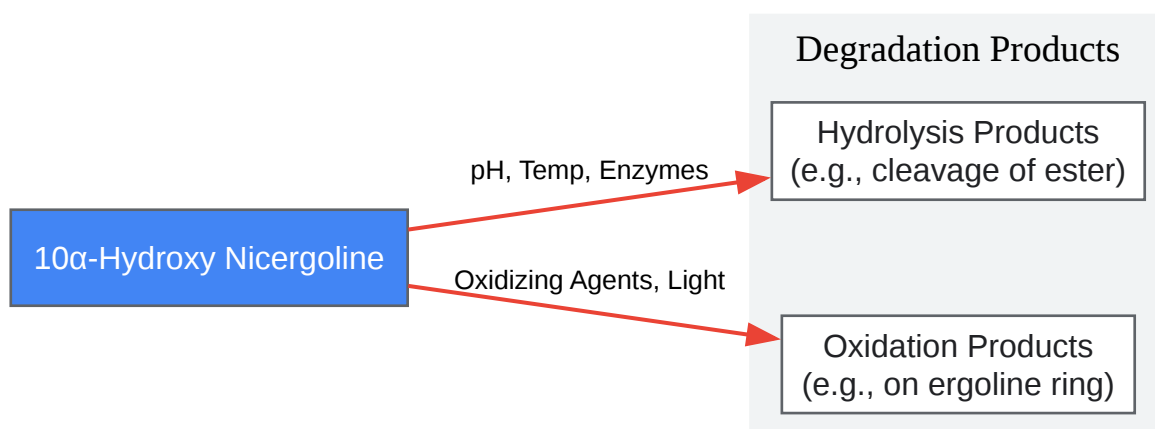 Degradation Products
Hydrolysis Products
(e.g., cleavage of ester)
pH, Temp, Enzymes
10α-Hydroxy Nicergoline
Oxidizing Agents, Light
Oxidation Products
(e.g., on ergoline ring)